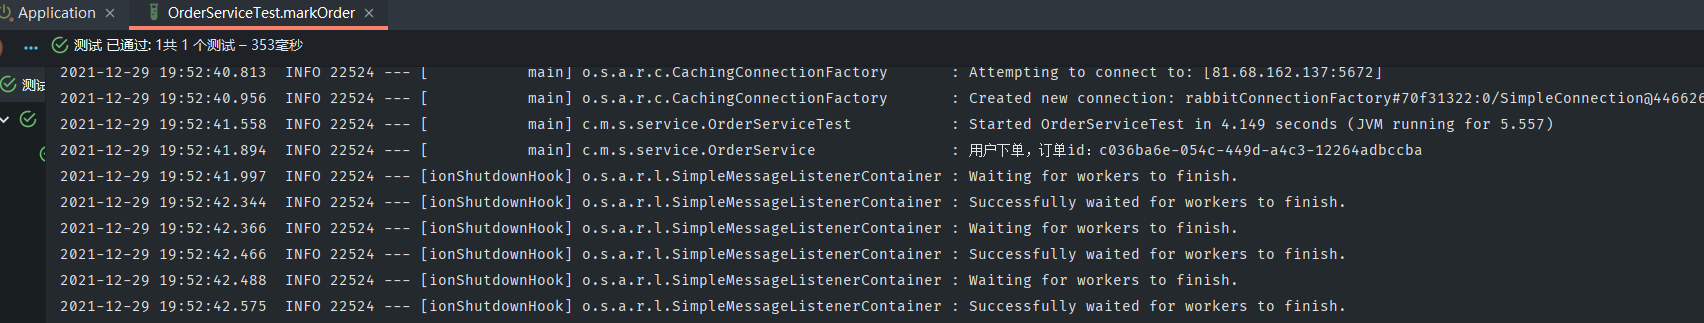 Application ×
OrderServiceTest.markOrder ×
测试 已通过: 1共 1 个测试 – 353毫秒
测试
2021-12-29 19:52:40.813  INFO 22524 --- [           main] o.s.a.r.c.CachingConnectionFactory       : Attempting to connect to: [81.68.162.137:5672]
2021-12-29 19:52:40.956  INFO 22524 --- [           main] o.s.a.r.c.CachingConnectionFactory       : Created new connection: rabbitConnectionFactory#70f31322:0/SimpleConnection@446626
2021-12-29 19:52:41.558  INFO 22524 --- [           main] c.m.s.service.OrderServiceTest           : Started OrderServiceTest in 4.149 seconds (JVM running for 5.557)
2021-12-29 19:52:41.894  INFO 22524 --- [           main] c.m.s.service.OrderService               : 用户下单，订单id：c036ba6e-054c-449d-a4c3-12264adbccba
2021-12-29 19:52:41.997  INFO 22524 --- [ionShutdownHook] o.s.a.r.l.SimpleMessageListenerContainer : Waiting for workers to finish.
2021-12-29 19:52:42.344  INFO 22524 --- [ionShutdownHook] o.s.a.r.l.SimpleMessageListenerContainer : Successfully waited for workers to finish.
2021-12-29 19:52:42.366  INFO 22524 --- [ionShutdownHook] o.s.a.r.l.SimpleMessageListenerContainer : Waiting for workers to finish.
2021-12-29 19:52:42.466  INFO 22524 --- [ionShutdownHook] o.s.a.r.l.SimpleMessageListenerContainer : Successfully waited for workers to finish.
2021-12-29 19:52:42.488  INFO 22524 --- [ionShutdownHook] o.s.a.r.l.SimpleMessageListenerContainer : Waiting for workers to finish.
2021-12-29 19:52:42.575  INFO 22524 --- [ionShutdownHook] o.s.a.r.l.SimpleMessageListenerContainer : Successfully waited for workers to finish.